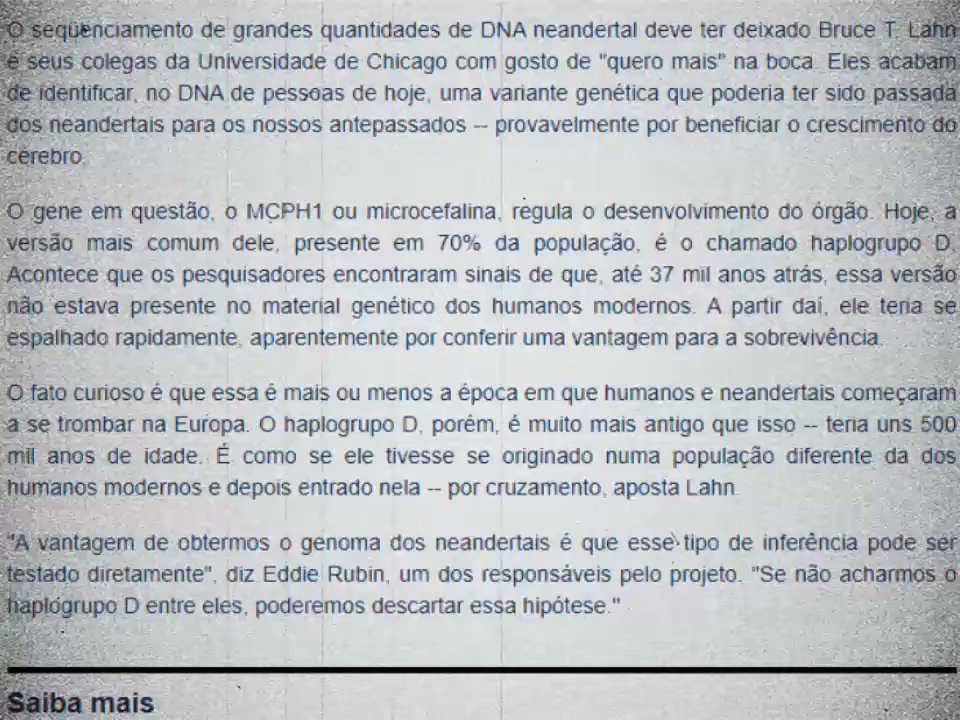 O seqüenciamento de grandes quantidades de DNA neandertal deve ter deixado Bruce T. Lahn
e seus colegas da Universidade de Chicago com gosto de "quero mais" na boca. Eles acabam
de identificar, no DNA de pessoas de hoje, uma variante genética que poderia ter sido passada
dos neandertais para os nossos antepassados -- provavelmente por beneficiar o crescimento do
cérebro.
O gene em questão, o MCPH1 ou microcefalina, regula o desenvolvimento do órgão. Hoje, a
versão mais comum dele, presente em 70% da população, é o chamado haplogrupo D.
Acontece que os pesquisadores encontraram sinais de que, até 37 mil anos atrás, essa versão
não estava presente no material genético dos humanos modernos. A partir daí, ele teria se
espalhado rapidamente, aparentemente por conferir uma vantagem para a sobrevivência.
O fato curioso é que essa é mais ou menos a época em que humanos e neandertais começaram
a se trombar na Europa. O haplogrupo D, porém, é muito mais antigo que isso -- teria uns 500
mil anos de idade. É como se ele tivesse se originado numa população diferente da dos
humanos modernos e depois entrado nela -- por cruzamento, aposta Lahn.
"A vantagem de obtermos o genoma dos neandertais é que esse tipo de inferência pode ser
testado diretamente", diz Eddie Rubin, um dos responsáveis pelo projeto. "Se não acharmos o
haplogrupo D entre eles, poderemos descartar essa hipótese."
Saiba mais